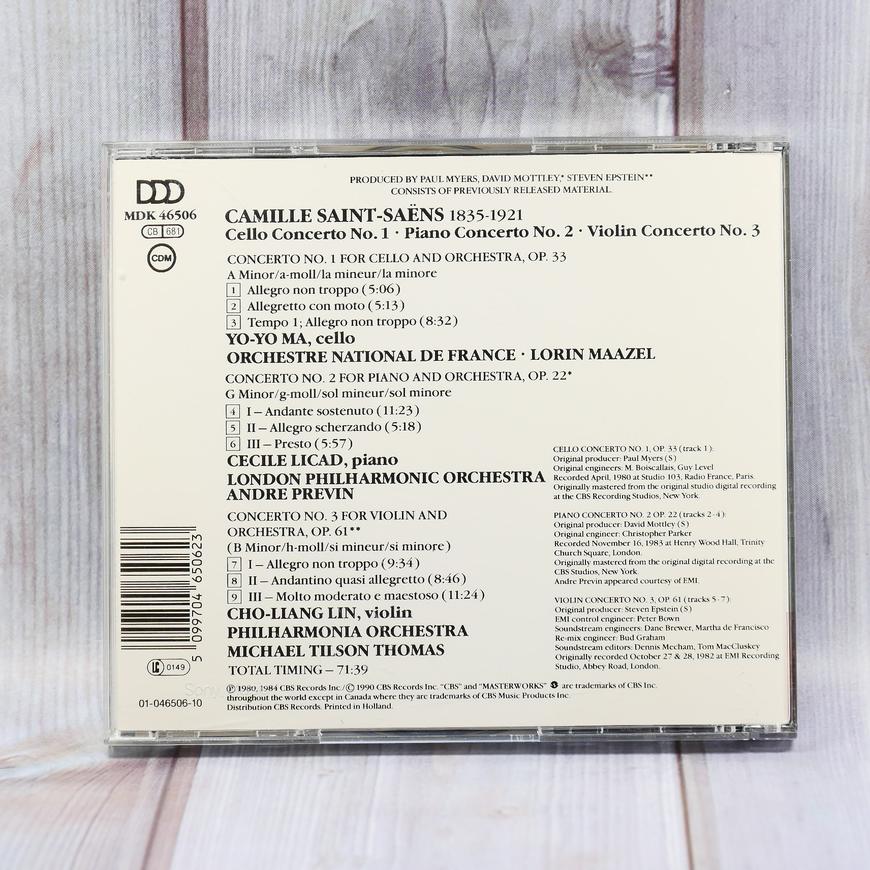 PRODUCED BY PAUL MYERS, DAVID MOTTLEY,* STEVEN EPSTEIN**
CONSISTS OF PREVIOUSLY RELEASED MATERIAL.
DDD
MDK 46506
CB 681
CDM
CAMILLE SAINT-SAËNS 1835-1921
Cello Concerto No. 1 · Piano Concerto No. 2 · Violin Concerto No. 3
CONCERTO NO. 1 FOR CELLO AND ORCHESTRA, OP. 33
A Minor/a-moll/la mineur/la minore
1 Allegro non troppo (5:06)
2 Allegretto con moto (5:13)
3 Tempo 1; Allegro non troppo (8:32)
YO-YO MA, cello
ORCHESTRE NATIONAL DE FRANCE · LORIN MAAZEL
CONCERTO NO. 2 FOR PIANO AND ORCHESTRA, OP. 22*
G Minor/g-moll/sol mineur/sol minore
4 I – Andante sostenuto (11:23)
5 II – Allegro scherzando (5:18)
6 III – Presto (5:57)
CECILE LICAD, piano
LONDON PHILHARMONIC ORCHESTRA
ANDRE PREVIN
CONCERTO NO. 3 FOR VIOLIN AND
ORCHESTRA, OP. 61**
(B Minor/h-moll/si mineur/si minore)
7 I – Allegro non troppo (9:34)
8 II – Andantino quasi allegretto (8:46)
9 III – Molto moderato e maestoso (11:24)
CHO-LIANG LIN, violin
PHILHARMONIA ORCHESTRA
MICHAEL TILSON THOMAS
TOTAL TIMING – 71:39
CELLO CONCERTO NO. 1, OP. 33 (track 1):
Original producer: Paul Myers (S)
Original engineers: M. Boiscallais, Guy Level
Recorded April, 1980 at Studio 103, Radio France, Paris.
Originally mastered from the original studio digital recording
at the CBS Recording Studios, New York.
PIANO CONCERTO NO. 2 OP. 22 (tracks 2-4):
Original producer: David Mottley (S)
Original engineer: Christopher Parker
Recorded November 16, 1983 at Henry Wood Hall, Trinity
Church Square, London.
Originally mastered from the original digital recording at the
CBS Studios, New York.
Andre Previn appeared courtesy of EMI.
VIOLIN CONCERTO NO. 3, OP. 61 (tracks 5-7):
Original producer: Steven Epstein (S)
EMI control engineer: Peter Bown
Soundstream engineers: Dane Brewer, Martha de Francisco
Re-mix engineer: Bud Graham
Soundstream editors: Dennis Mecham, Tom MacCluskey
Originally recorded October 27 & 28, 1982 at EMI Recording
Studio, Abbey Road, London.
5 099704 650623
LC 0149
01-046506-10
Ⓟ 1980, 1984 CBS Records Inc./© 1990 CBS Records Inc. "CBS" and "MASTERWORKS" are trademarks of CBS Inc.
throughout the world except in Canada where they are trademarks of CBS Music Products Inc.
Distribution CBS Records. Printed in Holland.